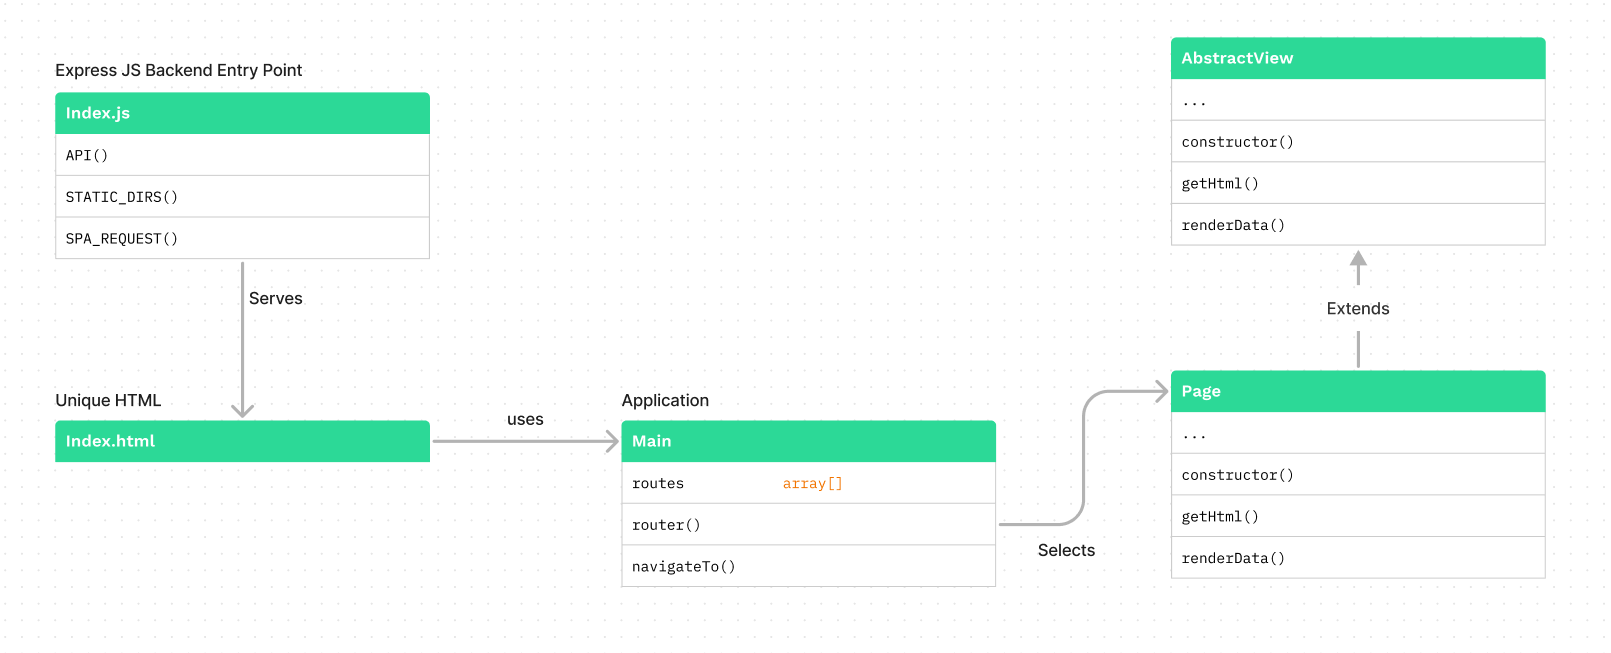 Express JS Backend Entry Point
Index.js
API()
STATIC_DIRS()
SPA_REQUEST()
Serves
Unique HTML
Index.html
uses
Application
Main
routes array[]
router()
navigateTo()
Selects
AbstractView
...
constructor()
getHtml()
renderData()
Extends
Page
...
constructor()
getHtml()
renderData()